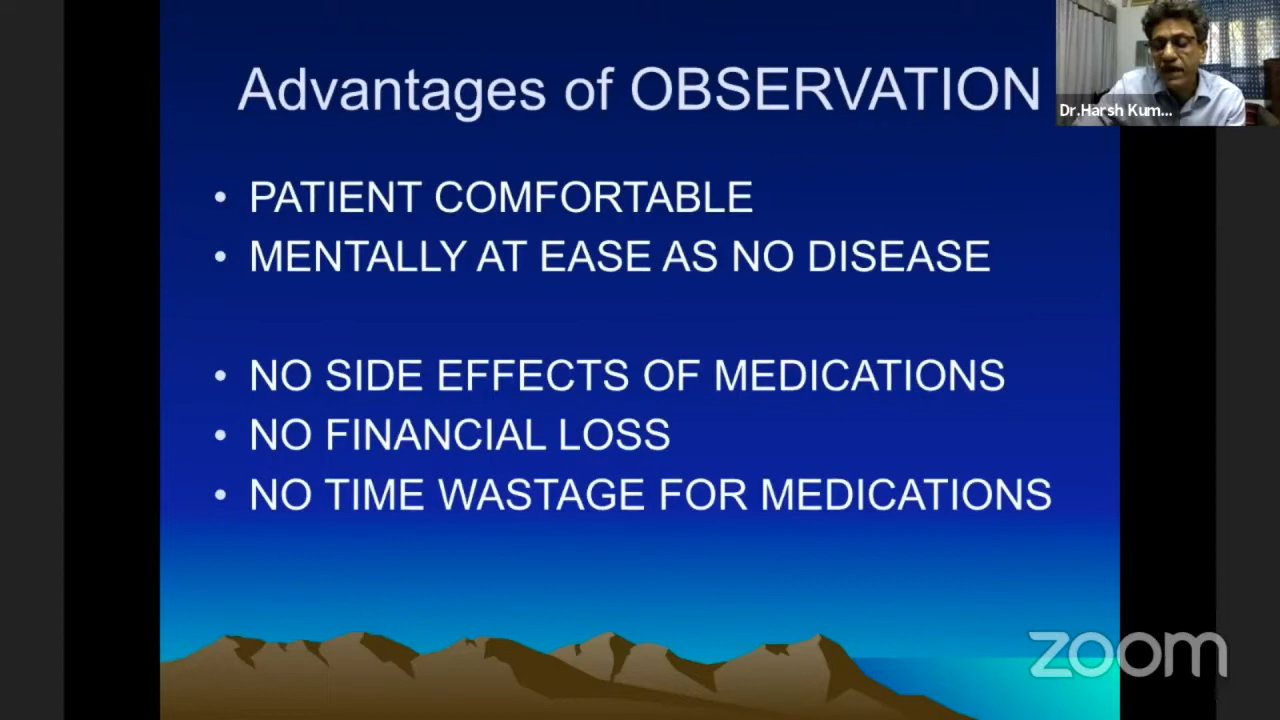 Advantages of OBSERVATION
Dr.Harsh Kum...
• PATIENT COMFORTABLE
• MENTALLY AT EASE AS NO DISEASE
• NO SIDE EFFECTS OF MEDICATIONS
• NO FINANCIAL LOSS
• NO TIME WASTAGE FOR MEDICATIONS
zoom